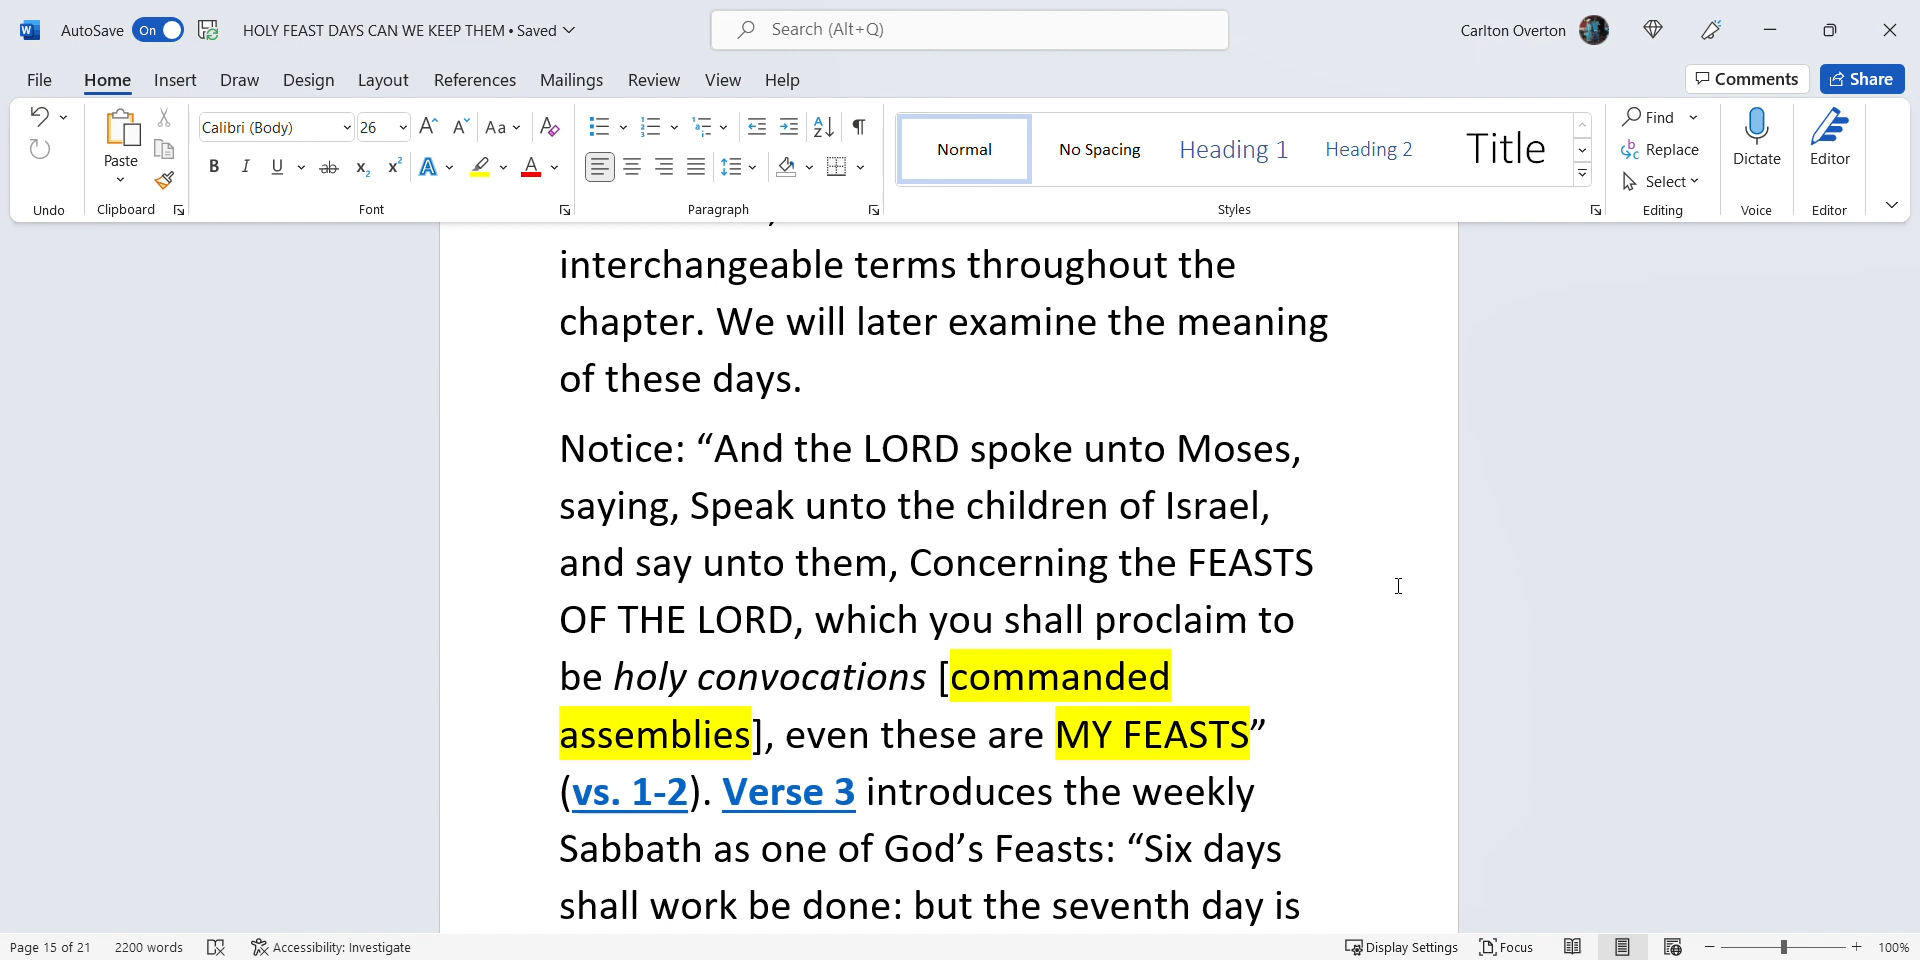 AutoSave On HOLY FEAST DAYS CAN WE KEEP THEM • Saved Search (Alt+Q) Carlton Overton
File Home Insert Draw Design Layout References Mailings Review View Help Comments Share
Paste
Calibri (Body) 26 Aa
B I U ab x₂ x² A A
Normal No Spacing Heading 1 Heading 2 Title
Find
Replace
Select
Dictate
Editor
Undo Clipboard Font Paragraph Styles Editing Voice Editor
interchangeable terms throughout the
chapter. We will later examine the meaning
of these days.
Notice: “And the LORD spoke unto Moses,
saying, Speak unto the children of Israel,
and say unto them, Concerning the FEASTS
OF THE LORD, which you shall proclaim to
be holy convocations [commanded
assemblies], even these are MY FEASTS”
(vs. 1-2). Verse 3 introduces the weekly
Sabbath as one of God’s Feasts: “Six days
shall work be done: but the seventh day is
Page 15 of 21 2200 words Accessibility: Investigate Display Settings Focus 100%